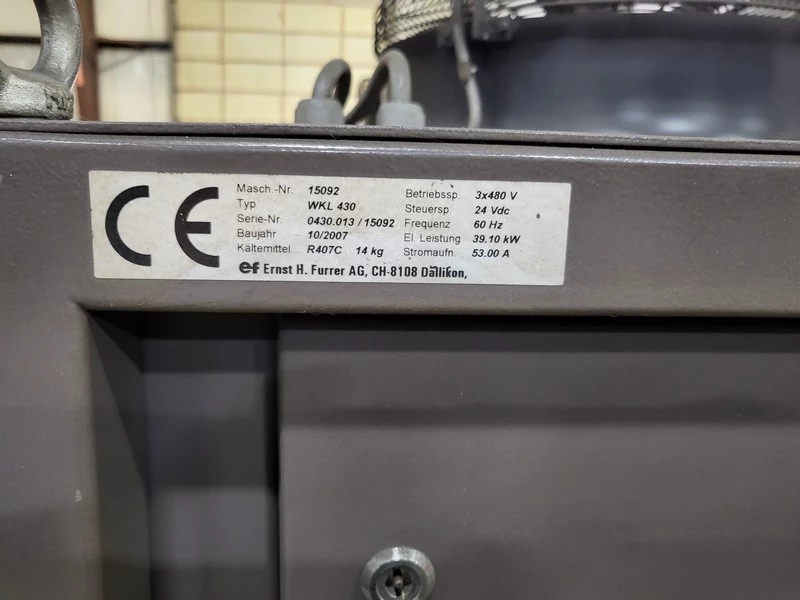 CE
Masch.-Nr. 15092 Betriebssp. 3x480 V
Typ WKL 430 Steuersp. 24 Vdc
Serie-Nr. 0430.013 / 15092 Frequenz 60 Hz
Baujahr 10/2007 El. Leistung 39.10 kW
Kältemittel R407C 14 kg Stromaufn. 53.00 A
ef Ernst H. Furrer AG, CH-8108 Dällikon,